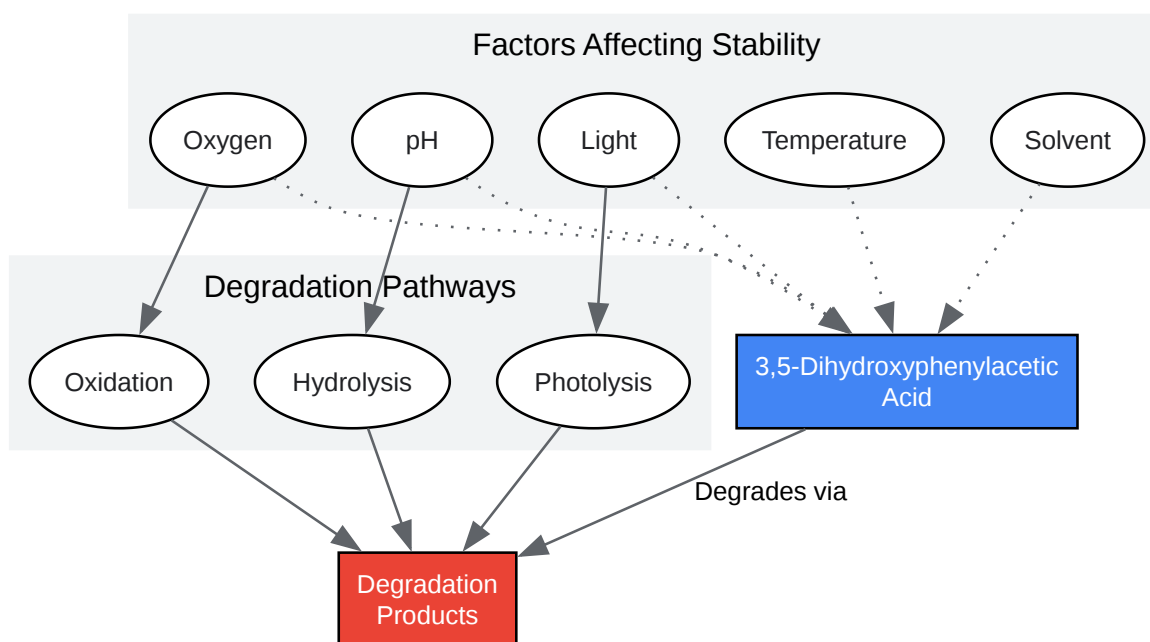 Factors Affecting Stability
Oxygen
pH
Light
Temperature
Solvent
Degradation Pathways
Oxidation
Hydrolysis
Photolysis
3,5-Dihydroxyphenylacetic
Acid
Degrades via
Degradation
Products